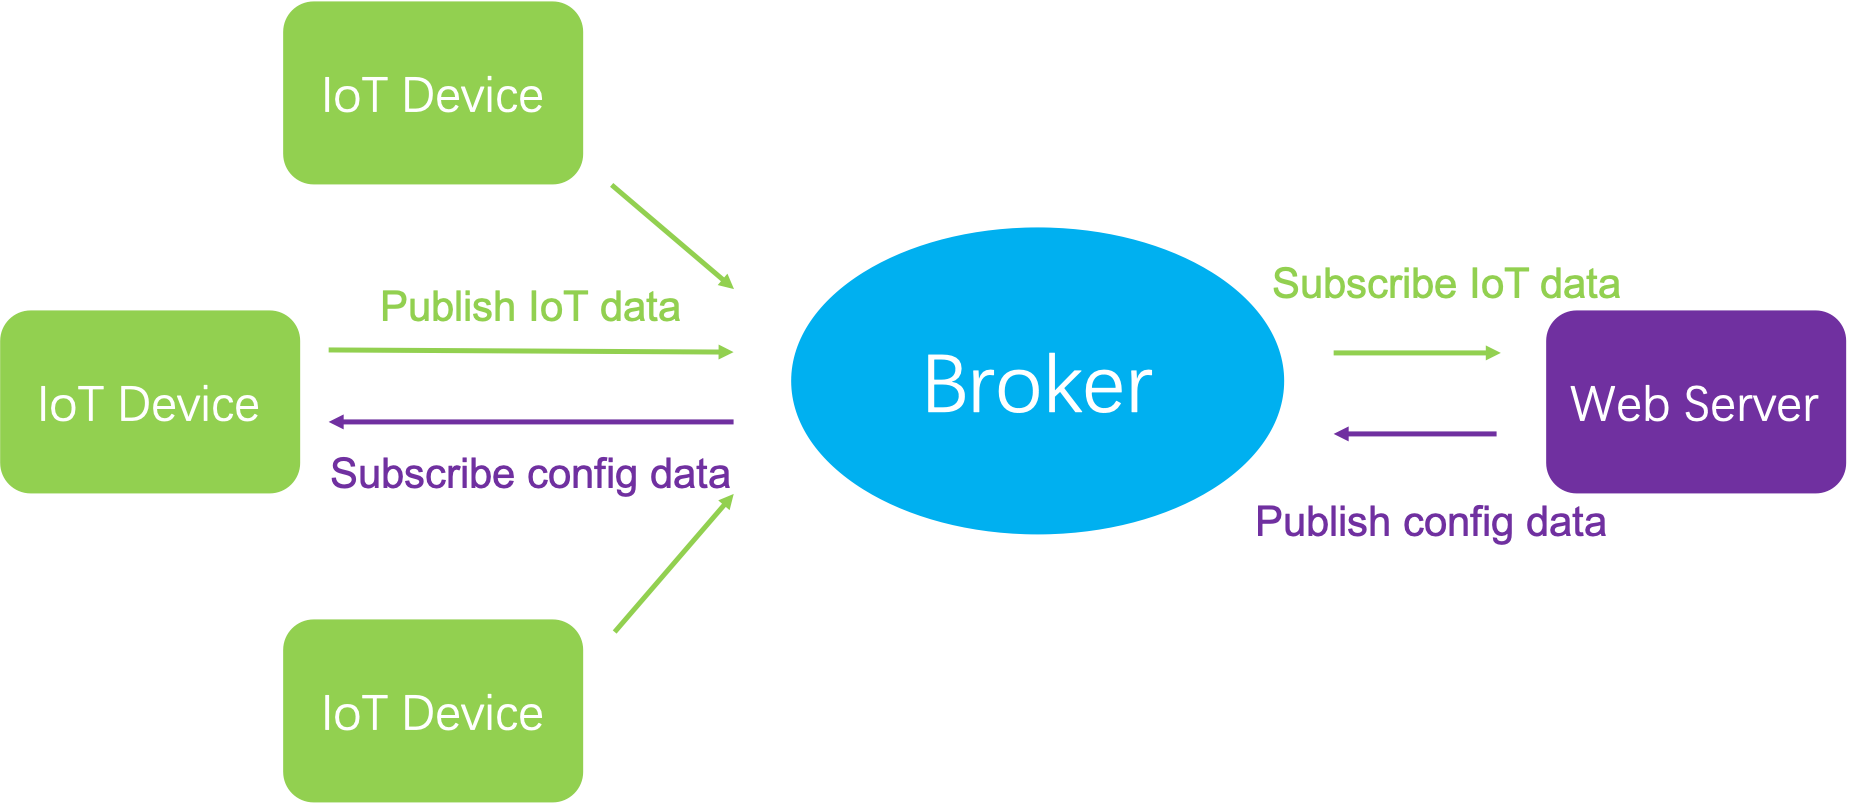 IoT Device
Publish IoT data
IoT Device
Subscribe config data
IoT Device
Broker
Subscribe IoT data
Web Server
Publish config data